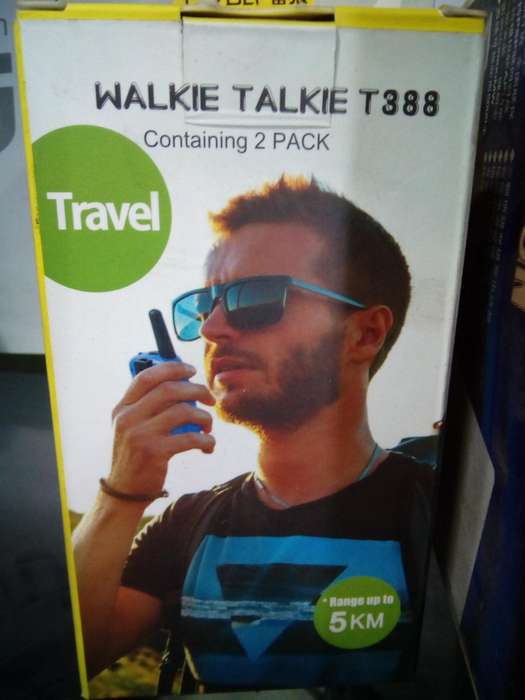 WALKIE TALKIE T388
Containing 2 PACK
Travel
* Range up to
5KM